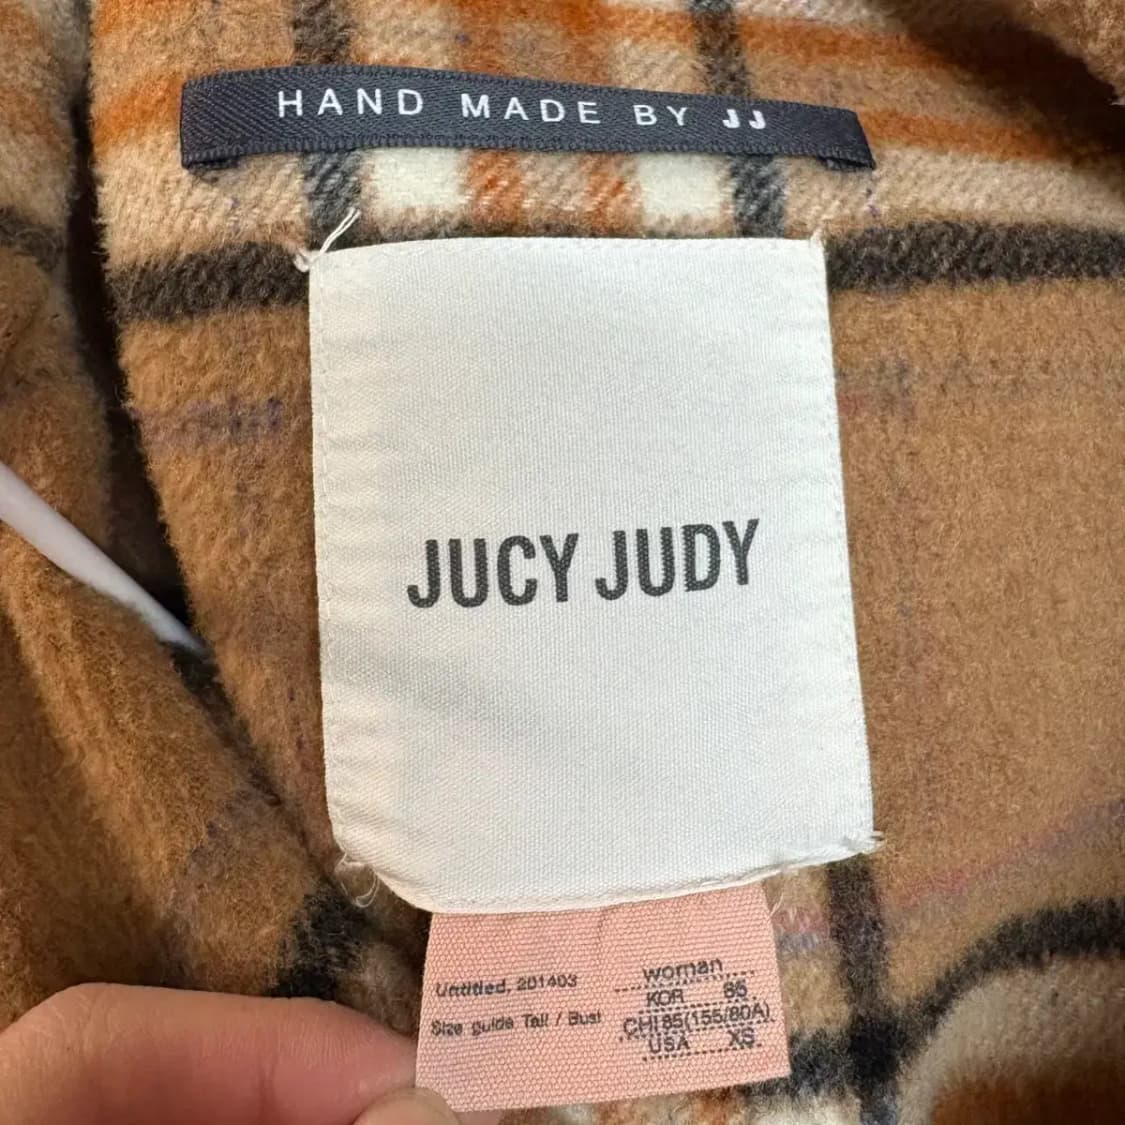 HAND MADE BY JJ
JUCY JUDY
Untitled, 201403
Size guide Tall / Bust
woman
KOR 85
CHI 85(155/80A)
USA XS